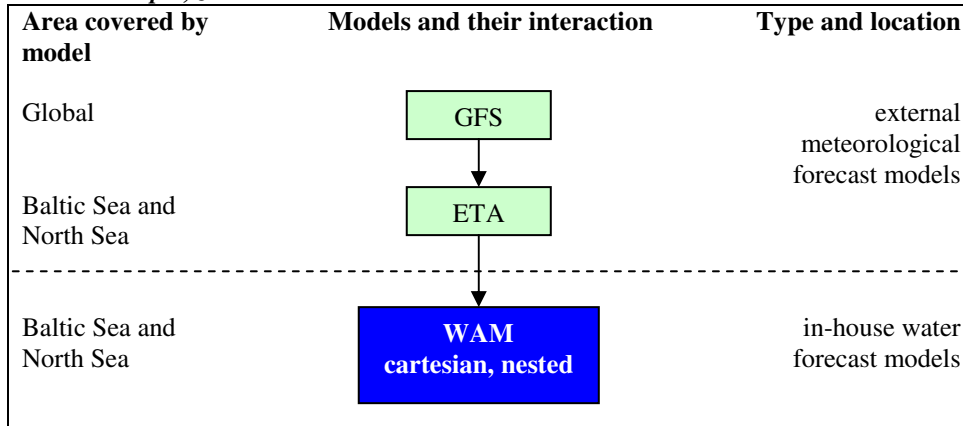 Area covered by model
Models and their interaction
Type and location
Global
GFS
external
meteorological
forecast models
Baltic Sea and
North Sea
ETA
Baltic Sea and
North Sea
WAM
cartesian, nested
in-house water
forecast models